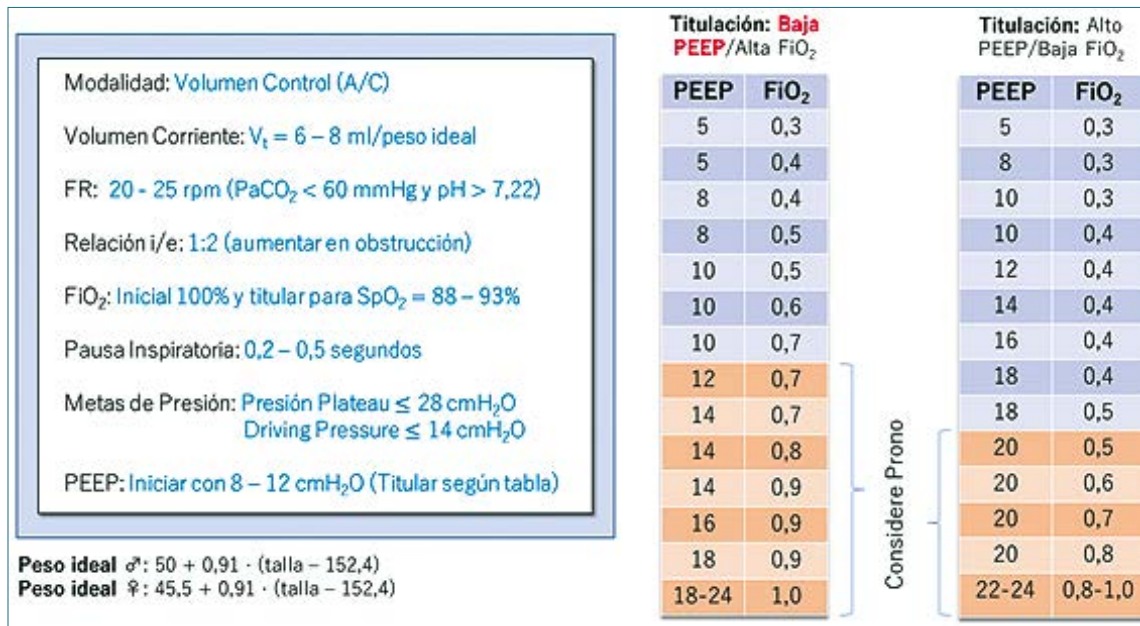 Modalidad: Volumen Control (A/C)
Volumen Corriente: Vₜ = 6 – 8 ml/peso ideal
FR: 20 - 25 rpm (PaCO₂ < 60 mmHg y pH > 7,22)
Relación i/e: 1:2 (aumentar en obstrucción)
FiO₂: Inicial 100% y titular para SpO₂ = 88 – 93%
Pausa Inspiratoria: 0,2 – 0,5 segundos
Metas de Presión: Presión Plateau ≤ 28 cmH₂O
Driving Pressure ≤ 14 cmH₂O
PEEP: Iniciar con 8 – 12 cmH₂O (Titular según tabla)
Peso ideal ♂: 50 + 0,91 · (talla – 152,4)
Peso ideal ♀: 45,5 + 0,91 · (talla – 152,4)
Titulación: Baja
PEEP/Alta FiO₂
PEEP FiO₂
5 0,3
5 0,4
8 0,4
8 0,5
10 0,5
10 0,6
10 0,7
12 0,7
14 0,7
14 0,8
14 0,9
16 0,9
18 0,9
18-24 1,0
Considere Prono
Titulación: Alto
PEEP/Baja FiO₂
PEEP FiO₂
5 0,3
8 0,3
10 0,3
10 0,4
12 0,4
14 0,4
16 0,4
18 0,4
18 0,5
20 0,5
20 0,6
20 0,7
20 0,8
22-24 0,8-1,0